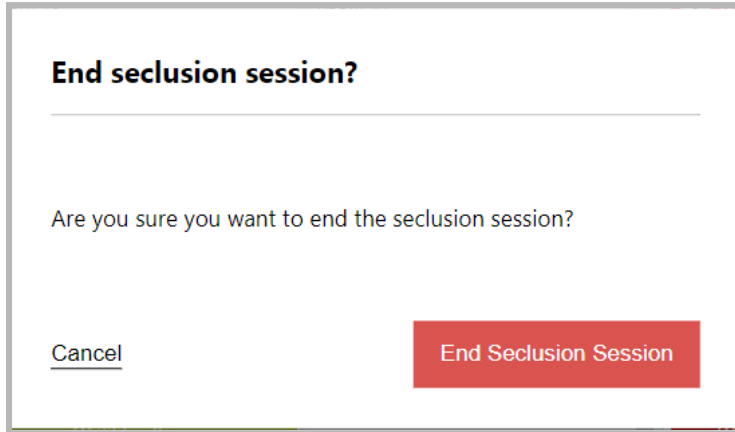 End seclusion session?
Are you sure you want to end the seclusion session?
Cancel
End Seclusion Session